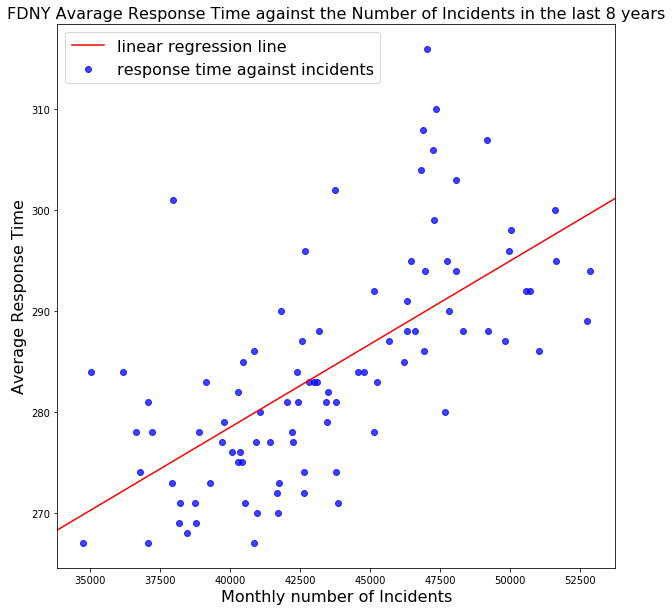 FDNY Avarage Response Time against the Number of Incidents in the last 8 years
linear regression line
response time against incidents
310
300
290
280
270
Average Response Time
35000 37500 40000 42500 45000 47500 50000 52500
Monthly number of Incidents